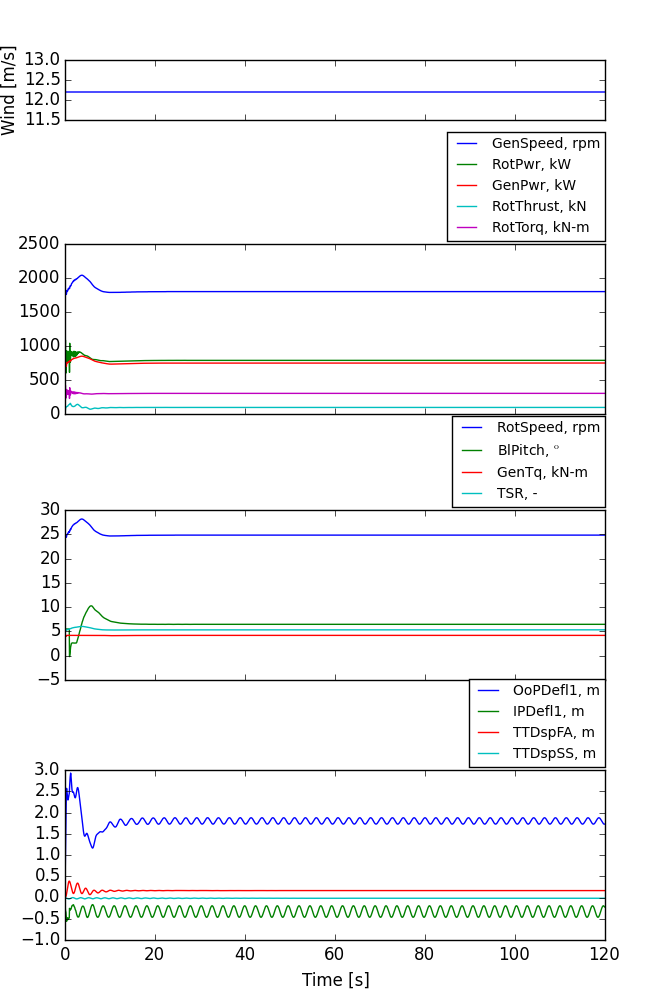 Wind [m/s]
13.0
12.5
12.0
11.5
GenSpeed, rpm
RotPwr, kW
GenPwr, kW
RotThrust, kN
RotTorq, kN-m
2500
2000
1500
1000
500
0
RotSpeed, rpm
BlPitch, °
GenTq, kN-m
TSR, -
30
25
20
15
10
5
0
−5
OoPDefl1, m
IPDefl1, m
TTDspFA, m
TTDspSS, m
3.0
2.5
2.0
1.5
1.0
0.5
0.0
−0.5
−1.0
0 20 40 60 80 100 120
Time [s]